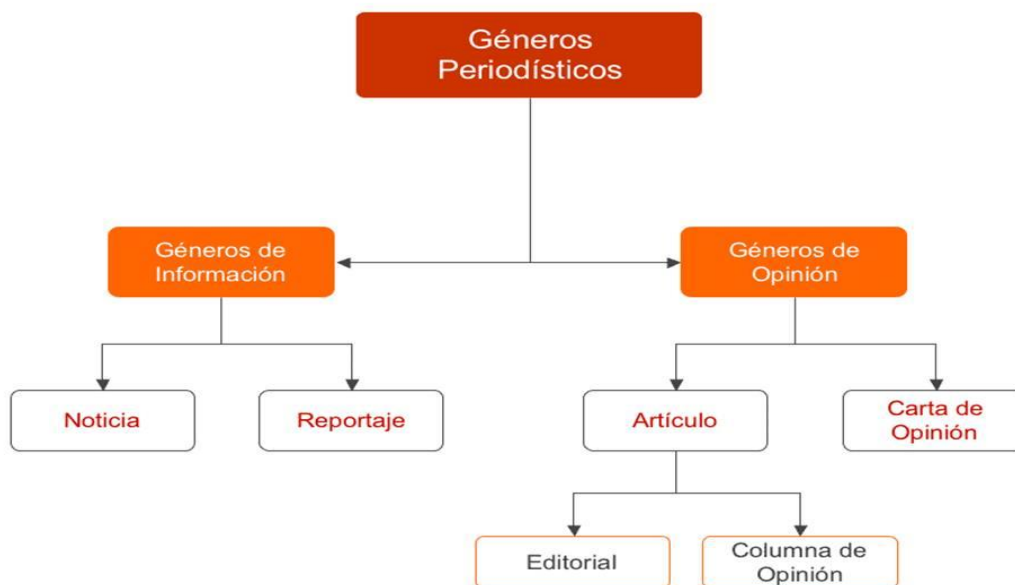 Géneros
Periodísticos
Géneros de
Información
Géneros de
Opinión
Noticia
Reportaje
Artículo
Carta de
Opinión
Editorial
Columna de
Opinión